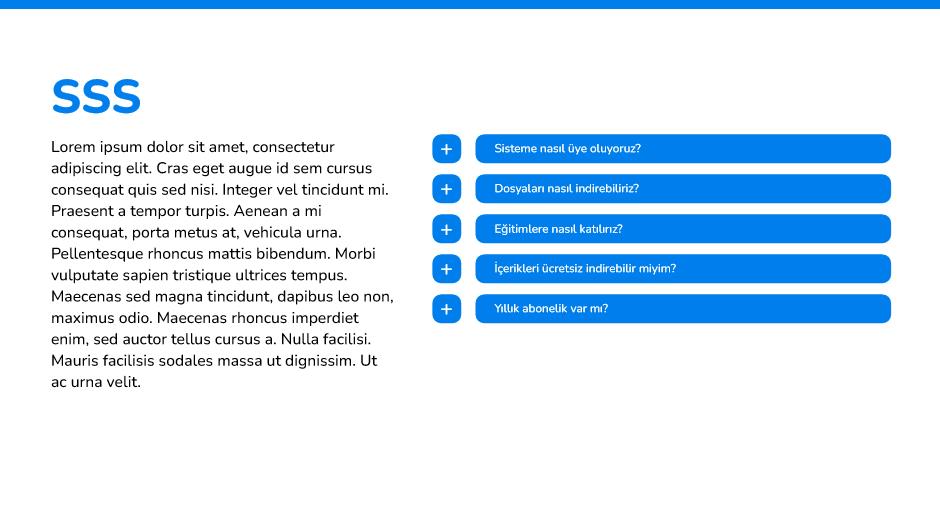 SSS
Lorem ipsum dolor sit amet, consectetur
adipiscing elit. Cras eget augue id sem cursus
consequat quis sed nisi. Integer vel tincidunt mi.
Praesent a tempor turpis. Aenean a mi
consequat, porta metus at, vehicula urna.
Pellentesque rhoncus mattis bibendum. Morbi
vulputate sapien tristique ultrices tempus.
Maecenas sed magna tincidunt, dapibus leo non,
maximus odio. Maecenas rhoncus imperdiet
enim, sed auctor tellus cursus a. Nulla facilisi.
Mauris facilisis sodales massa ut dignissim. Ut
ac urna velit.
+ Sisteme nasıl üye oluyoruz?
+ Dosyaları nasıl indirebiliriz?
+ Eğitimlere nasıl katılırız?
+ İçerikleri ücretsiz indirebilir miyim?
+ Yıllık abonelik var mı?